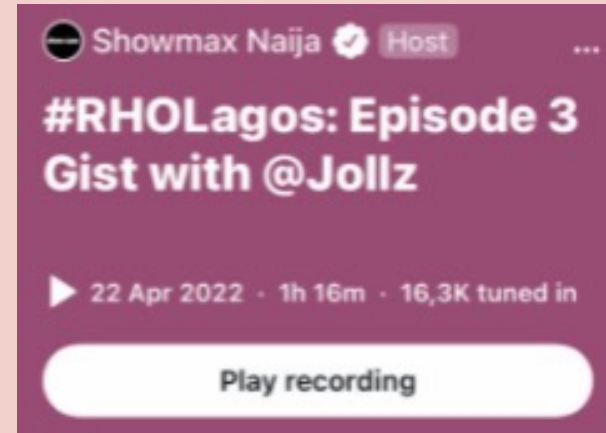 Showmax Naija Host ...
#RHOLagos: Episode 3
Gist with @Jollz
22 Apr 2022 · 1h 16m · 16,3K tuned in
Play recording